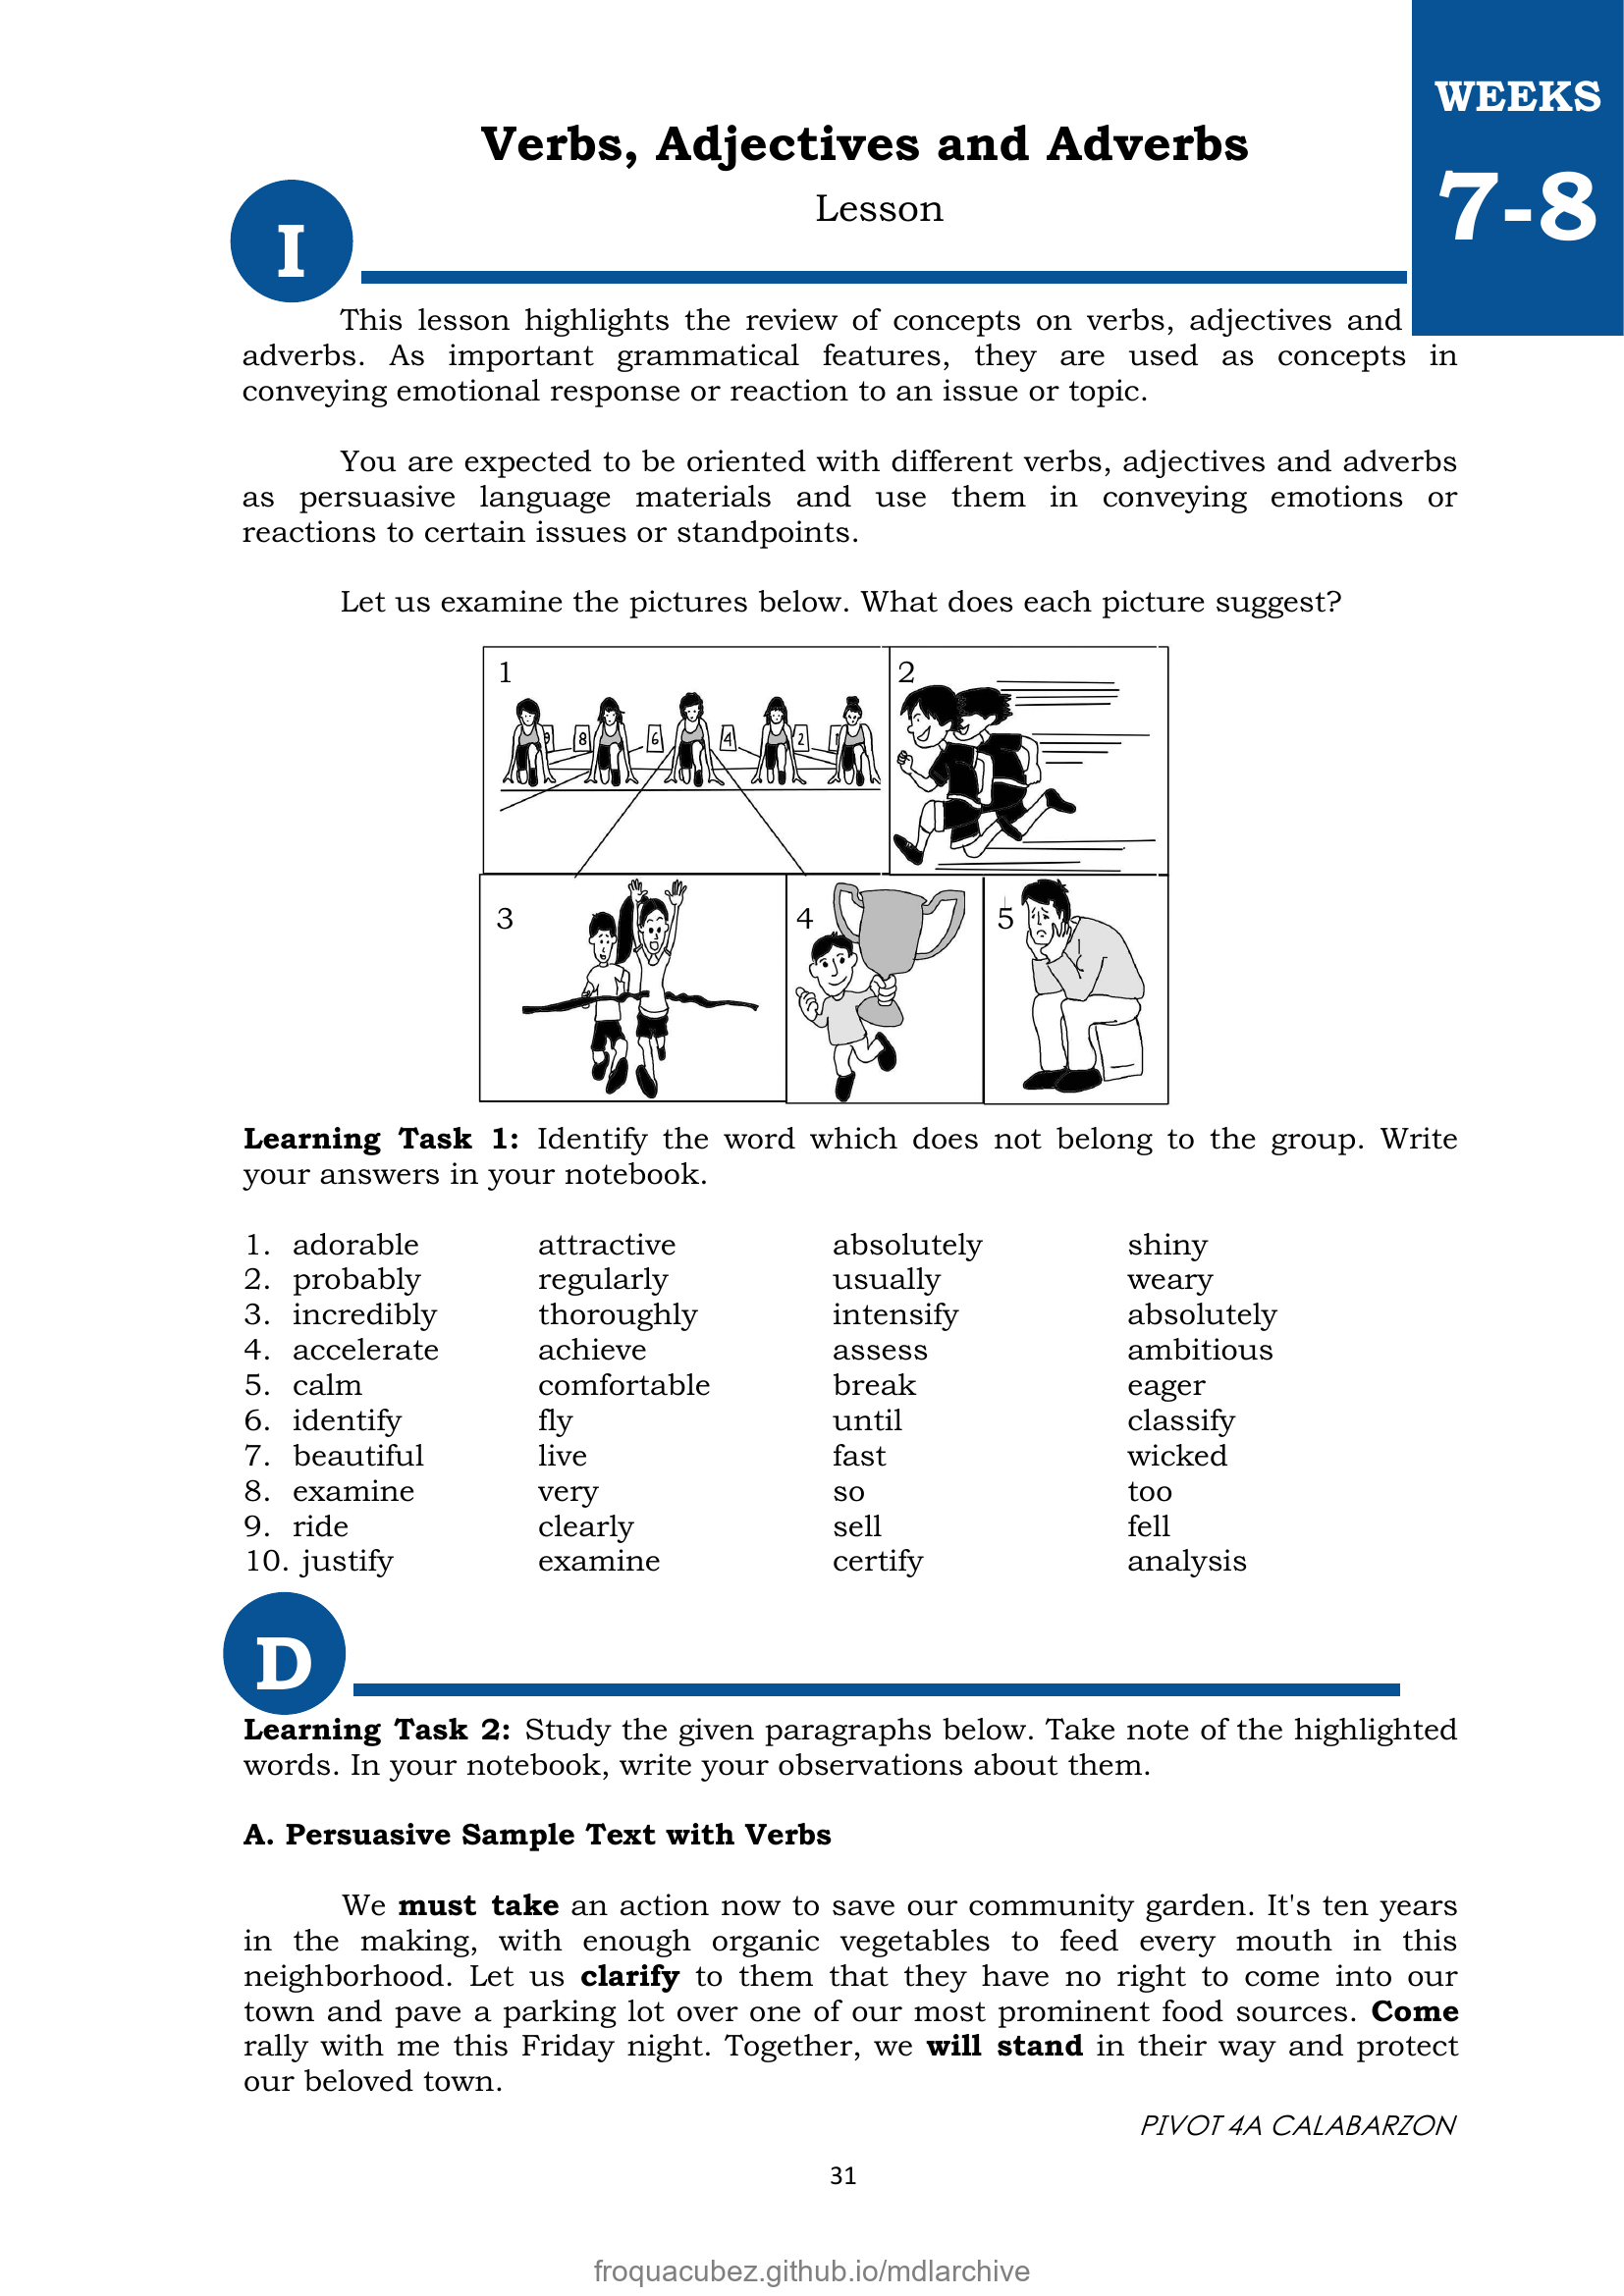 WEEKS
7-8
Verbs, Adjectives and Adverbs
Lesson
I
This lesson highlights the review of concepts on verbs, adjectives and
adverbs. As important grammatical features, they are used as concepts in
conveying emotional response or reaction to an issue or topic.
You are expected to be oriented with different verbs, adjectives and adverbs
as persuasive language materials and use them in conveying emotions or
reactions to certain issues or standpoints.
Let us examine the pictures below. What does each picture suggest?
1
2
8 6 4 2 1
3
4
5
Learning Task 1: Identify the word which does not belong to the group. Write
your answers in your notebook.
1. adorable attractive absolutely shiny
2. probably regularly usually weary
3. incredibly thoroughly intensify absolutely
4. accelerate achieve assess ambitious
5. calm comfortable break eager
6. identify fly until classify
7. beautiful live fast wicked
8. examine very so too
9. ride clearly sell fell
10. justify examine certify analysis
D
Learning Task 2: Study the given paragraphs below. Take note of the highlighted
words. In your notebook, write your observations about them.
A. Persuasive Sample Text with Verbs
We must take an action now to save our community garden. It's ten years
in the making, with enough organic vegetables to feed every mouth in this
neighborhood. Let us clarify to them that they have no right to come into our
town and pave a parking lot over one of our most prominent food sources. Come
rally with me this Friday night. Together, we will stand in their way and protect
our beloved town.
PIVOT 4A CALABARZON
31
froquacubez.github.io/mdlarchive